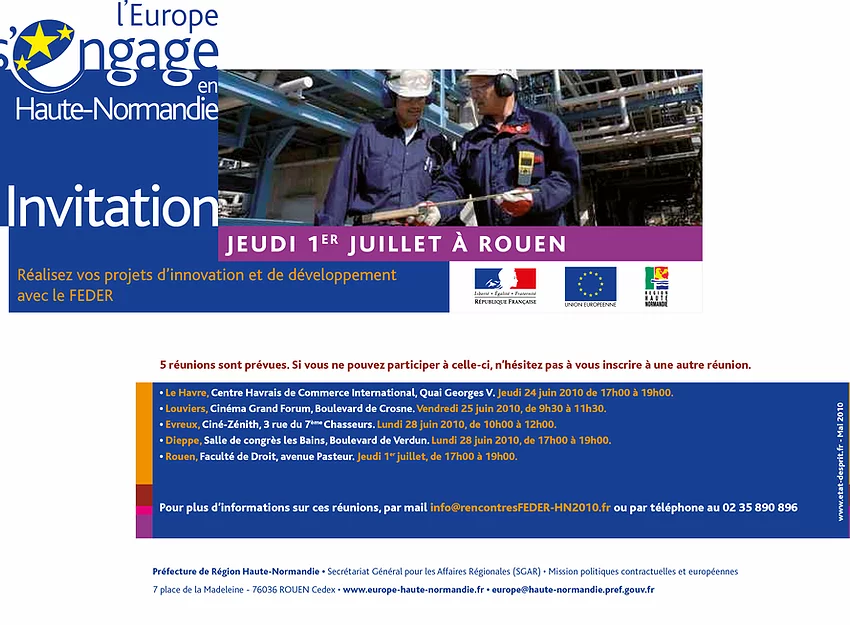 l'Europe
s'engage
en
Haute-Normandie
Invitation
JEUDI 1ER JUILLET À ROUEN
Réalisez vos projets d'innovation et de développement
avec le FEDER
Liberté • Égalité • Fraternité
RÉPUBLIQUE FRANÇAISE
UNION EUROPÉENNE
RÉGION
HAUTE
NORMANDIE
5 réunions sont prévues. Si vous ne pouvez participer à celle-ci, n'hésitez pas à vous inscrire à une autre réunion.
• Le Havre, Centre Havrais de Commerce International, Quai Georges V. Jeudi 24 juin 2010 de 17h00 à 19h00.
• Louviers, Cinéma Grand Forum, Boulevard de Crosne. Vendredi 25 juin 2010, de 9h30 à 11h30.
• Evreux, Ciné-Zénith, 3 rue du 7ème Chasseurs. Lundi 28 juin 2010, de 10h00 à 12h00.
• Dieppe, Salle de congrès les Bains, Boulevard de Verdun. Lundi 28 juin 2010, de 17h00 à 19h00.
• Rouen, Faculté de Droit, avenue Pasteur. Jeudi 1er juillet, de 17h00 à 19h00.
Pour plus d'informations sur ces réunions, par mail info@rencontresFEDER-HN2010.fr ou par téléphone au 02 35 890 896
www.etat-desprit.fr - Mai 2010
Préfecture de Région Haute-Normandie • Secrétariat Général pour les Affaires Régionales (SGAR) • Mission politiques contractuelles et européennes
7 place de la Madeleine - 76036 ROUEN Cedex • www.europe-haute-normandie.fr • europe@haute-normandie.pref.gouv.fr